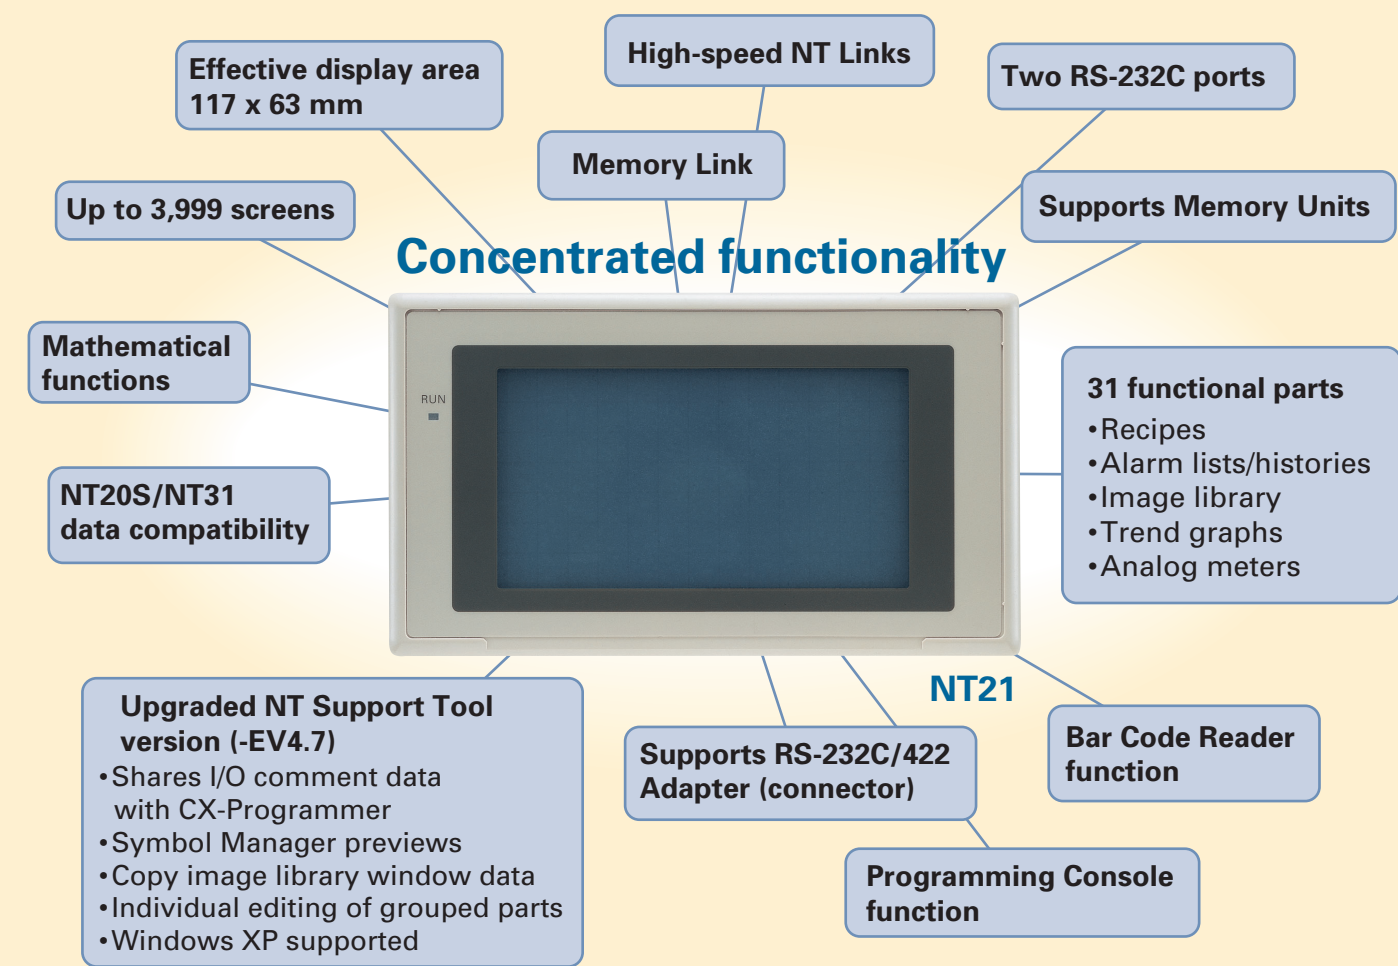 High-speed NT Links
Effective display area
117 x 63 mm
Two RS-232C ports
Memory Link
Up to 3,999 screens
Supports Memory Units
Concentrated functionality
Mathematical
functions
RUN
31 functional parts
•Recipes
•Alarm lists/histories
•Image library
•Trend graphs
•Analog meters
NT20S/NT31
data compatibility
NT21
Upgraded NT Support Tool
version (-EV4.7)
•Shares I/O comment data
with CX-Programmer
•Symbol Manager previews
•Copy image library window data
•Individual editing of grouped parts
•Windows XP supported
Supports RS-232C/422
Adapter (connector)
Bar Code Reader
function
Programming Console
function